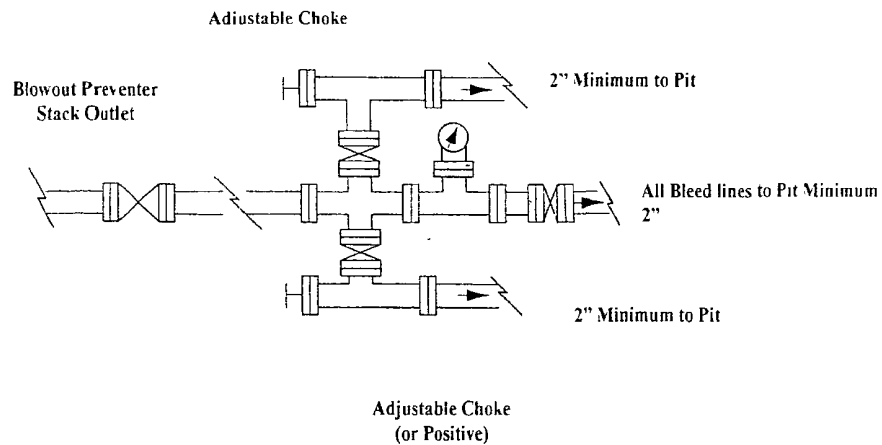 Adjustable Choke
2" Minimum to Pit
Blowout Preventer
Stack Outlet
All Bleed lines to Pit Minimum
2"
2" Minimum to Pit
Adjustable Choke
(or Positive)